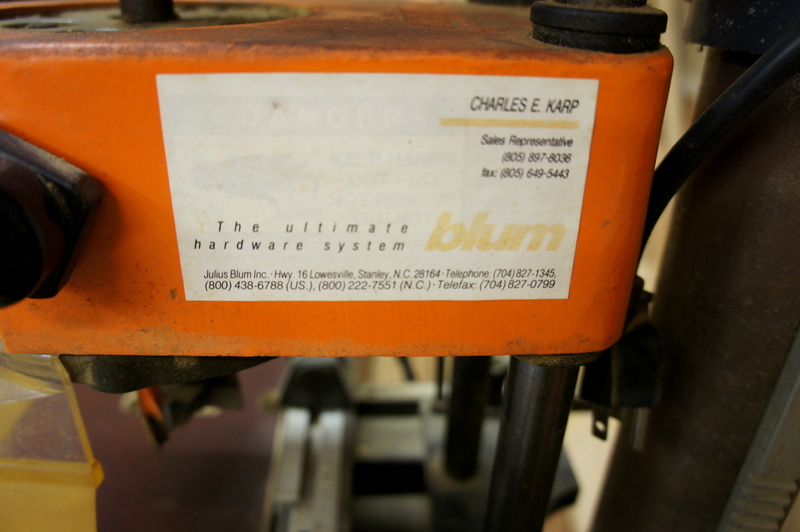 CHARLES E. KARP
Sales Representative
(805) 897-8036
fax: (805) 649-5443
The ultimate
hardware system
blum
Julius Blum Inc. · Hwy. 16 Lowesville, Stanley, N.C. 28164 · Telephone: (704) 827-1345,
(800) 438-6788 (US.), (800) 222-7551 (N.C.) · Telefax: (704) 827-0799